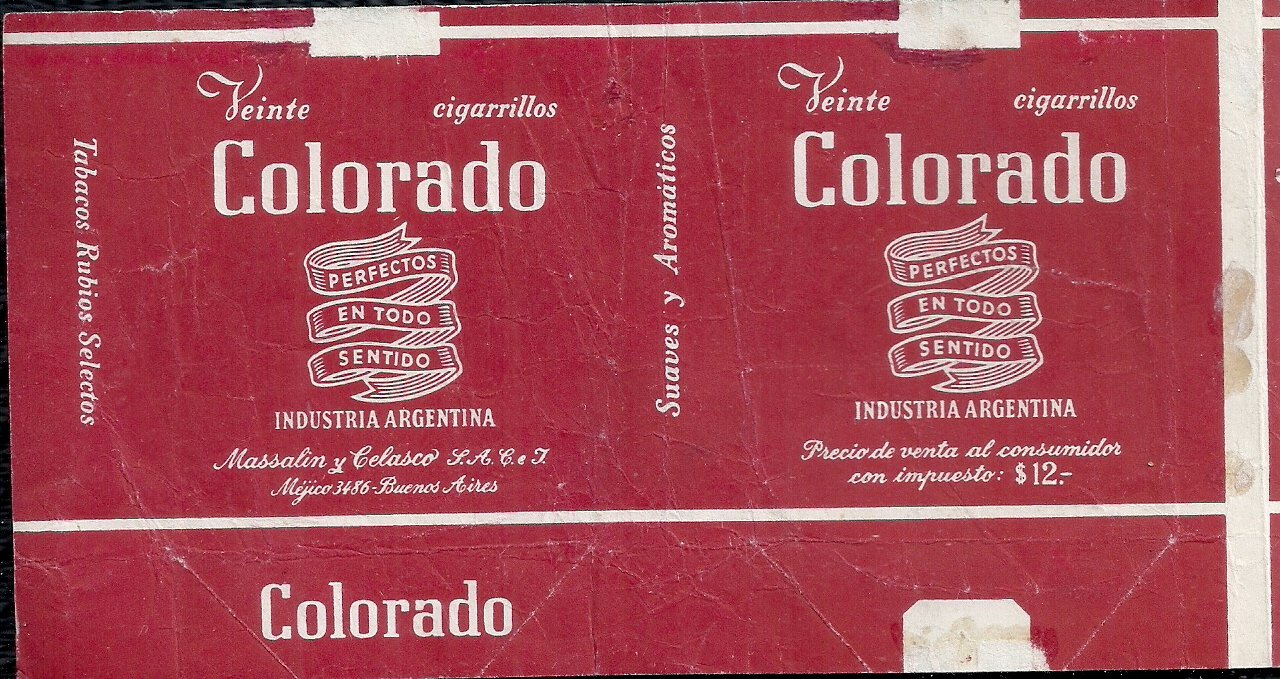 Tabacos Rubios Selectos
Veinte cigarrillos
Colorado
PERFECTOS
EN TODO
SENTIDO
INDUSTRIA ARGENTINA
Massalin y Celasco S.A.C. e I.
Méjico 3486-Buenos Aires
Suaves y Aromáticos
Veinte cigarrillos
Colorado
PERFECTOS
EN TODO
SENTIDO
INDUSTRIA ARGENTINA
Precio de venta al consumidor
con impuesto: $12.-
Colorado